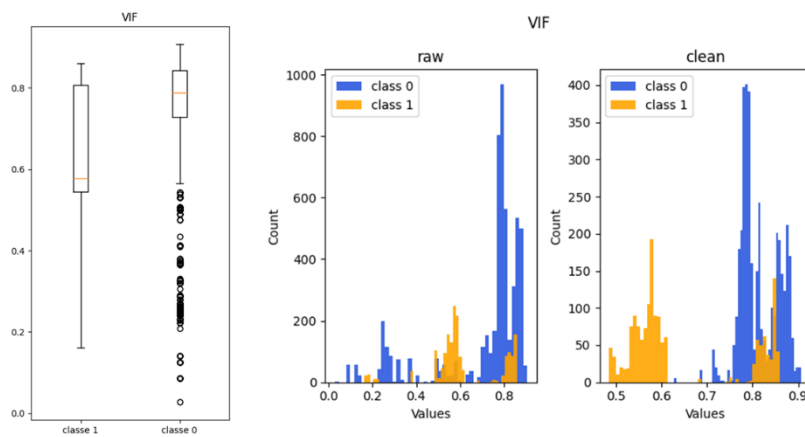 VIF
0.8
0.6
0.4
0.2
0.0
classe 1 classe 0
VIF
raw
class 0
class 1
1000
800
600
400
200
0
Count
0.0 0.2 0.4 0.6 0.8
Values
clean
class 0
class 1
400
350
300
250
200
150
100
50
0
Count
0.5 0.6 0.7 0.8 0.9
Values